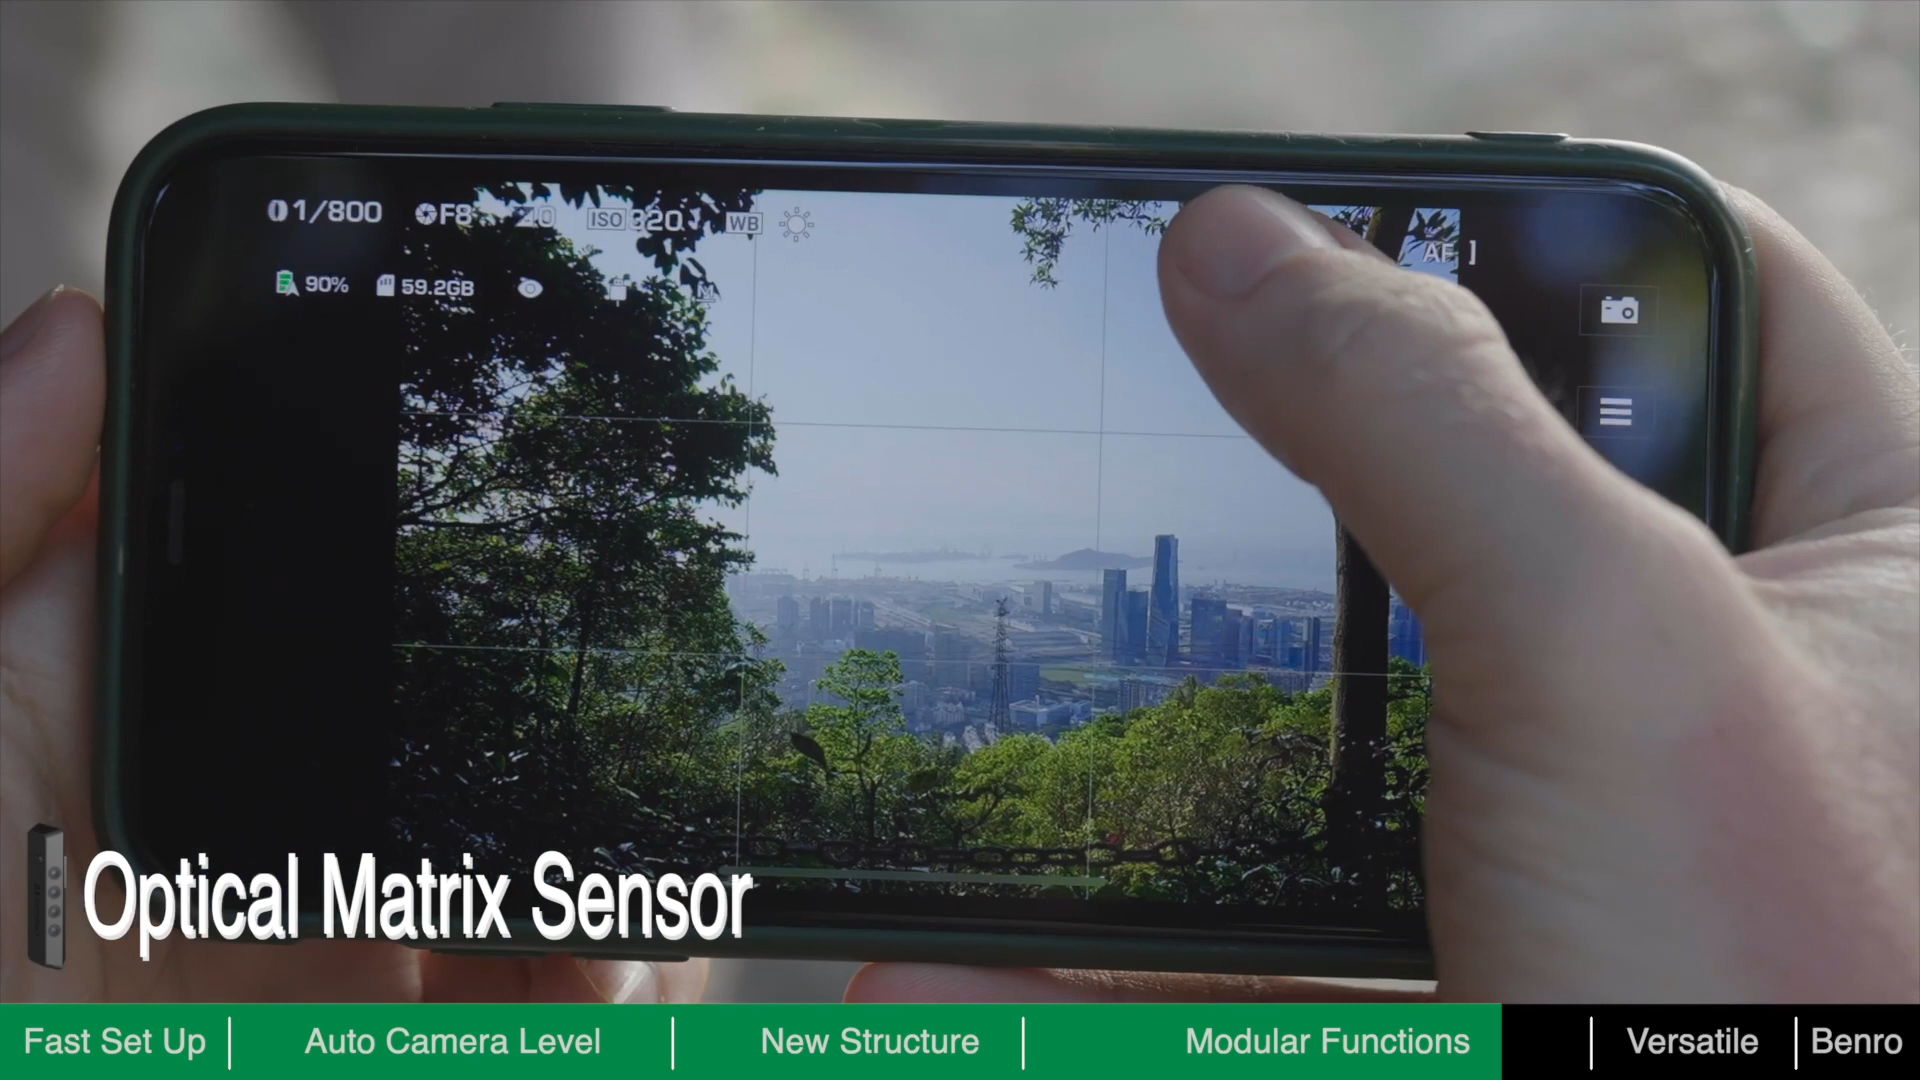 1/800 F8 ISO 320 WB
AF ]
90% 59.2GB
Optical Matrix Sensor
Fast Set Up | Auto Camera Level | New Structure | Modular Functions | Versatile | Benro